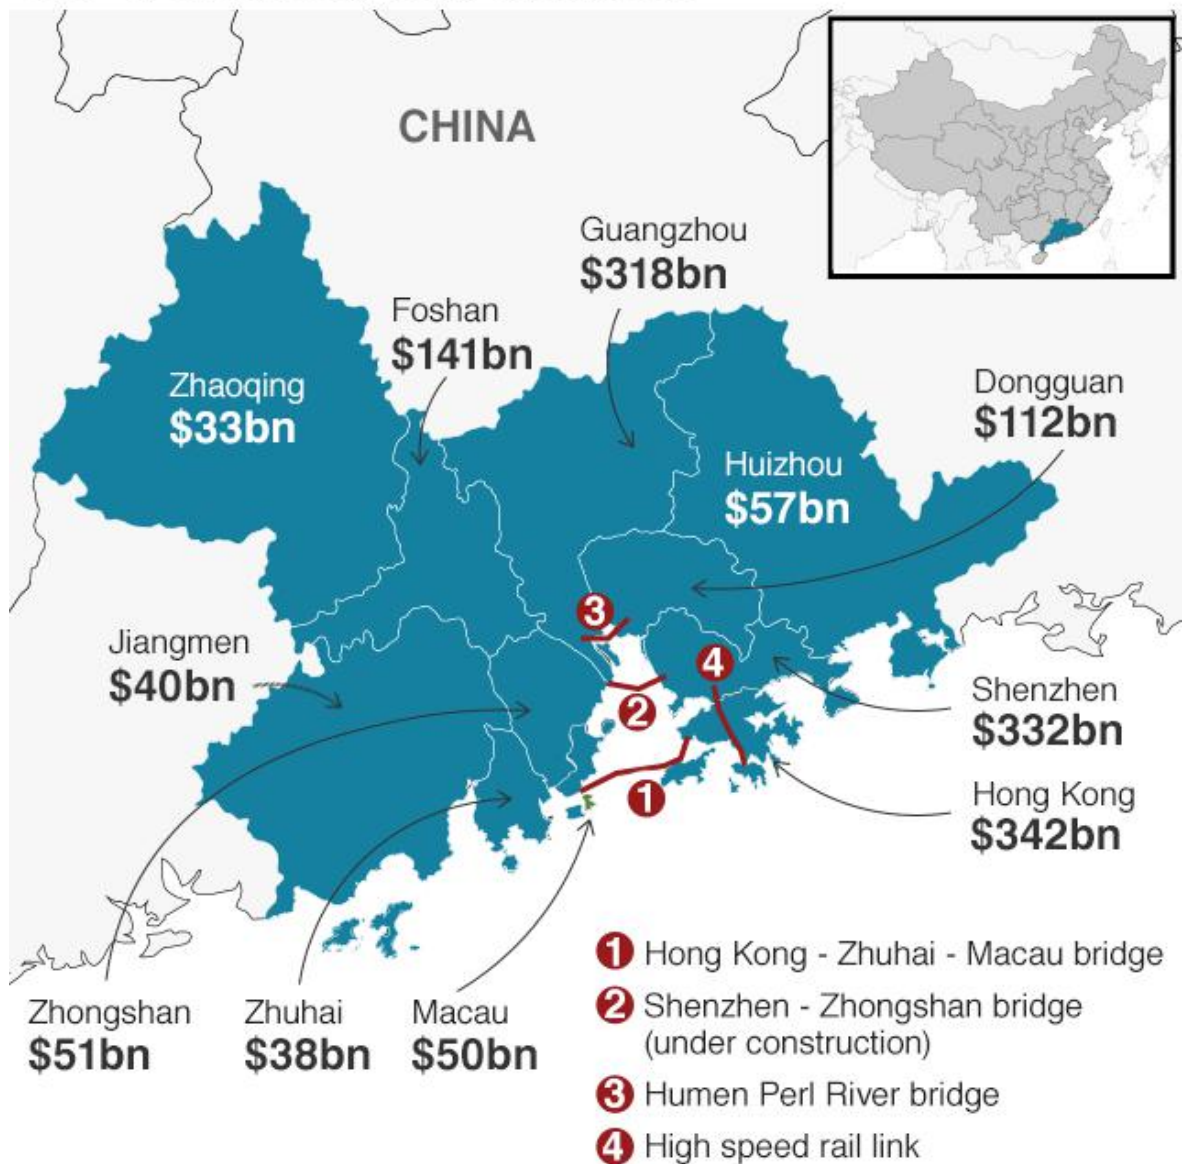 CHINA
Guangzhou
$318bn
Foshan
$141bn
Zhaoqing
$33bn
Dongguan
$112bn
Huizhou
$57bn
3
Jiangmen
$40bn
4
Shenzhen
$332bn
2
Hong Kong
$342bn
1
Zhongshan
$51bn
Zhuhai
$38bn
Macau
$50bn
1 Hong Kong - Zhuhai - Macau bridge
2 Shenzhen - Zhongshan bridge
(under construction)
3 Humen Perl River bridge
4 High speed rail link